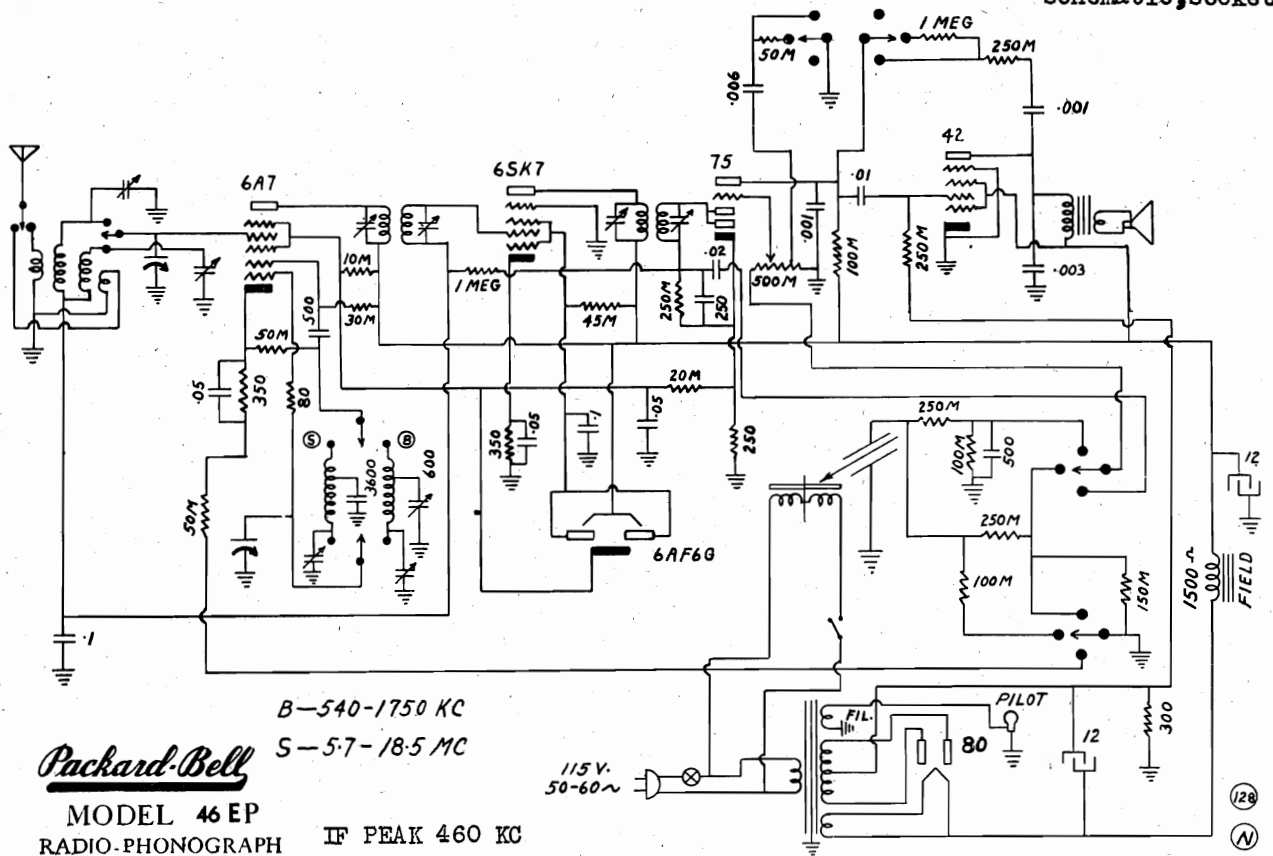 Schematic, Socket
1 MEG
50M
250M
.006
.001
42
6A7
6SK7
75
.01
.001
.02
10M
1 MEG
500M
100M
250M
.003
500
30M
45M
250M
250
50M
.05
350
80
20M
.05
S
B
3600
600
350
.05
.1
250
250M
100M
500
12
50M
6AF6G
250M
100M
150M
1500 Ω
FIELD
.1
B—540-1750 KC
S—5.7-18.5 MC
PILOT
FIL.
80
12
300
115 V.
50-60~
Packard-Bell
MODEL 46 EP
RADIO-PHONOGRAPH
IF PEAK 460 KC
128
N